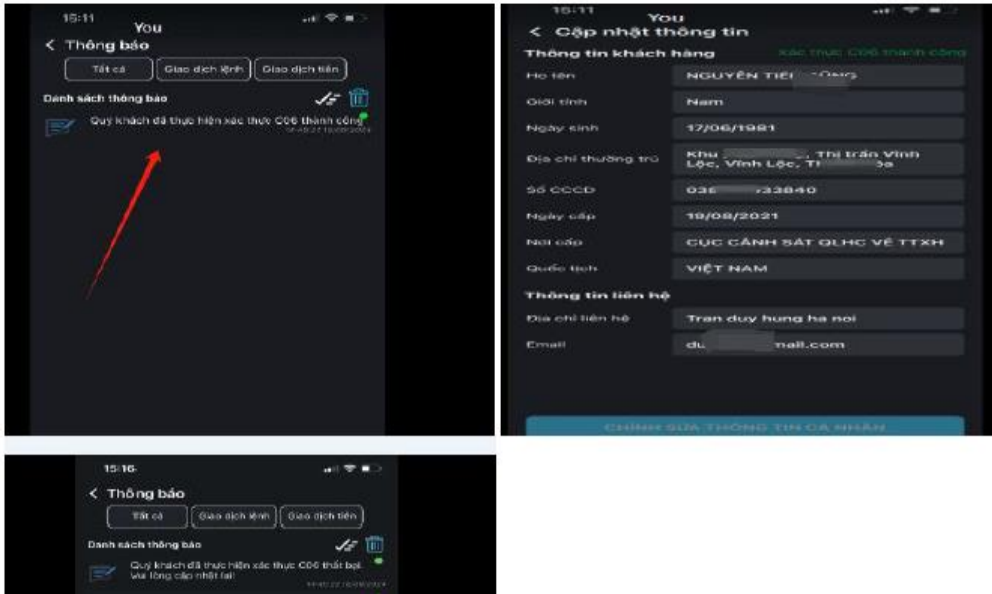 15:11
You
< Thông báo
Tất cả
Giao dịch lệnh
Giao dịch tiền
Danh sách thông báo
Quý khách đã thực hiện xác thực C06 thành công
15:11
You
< Cập nhật thông tin
Thông tin khách hàng
xác thực C06 thành công
Họ tên
NGUYỄN
Giới tính
Nam
Ngày sinh
17/06/1981
Địa chỉ thường trú
Khu , Thị trấn Vĩnh
Lộc, Vĩnh Lộc,
Số CCCD
33840
Ngày cấp
19/08/2021
Nơi cấp
CỤC CẢNH SÁT QLHC VỀ TTXH
Quốc tịch
VIỆT NAM
Thông tin liên hệ
Địa chỉ liên hệ
Tran duy hung ha noi
Email
mail.com
CHỈNH SỬA THÔNG TIN CÁ NHÂN
15:16
< Thông báo
Tất cả
Giao dịch lệnh
Giao dịch tiền
Danh sách thông báo
Quý khách đã thực hiện xác thực C06 thất bại.
Vui lòng cập nhật lại!